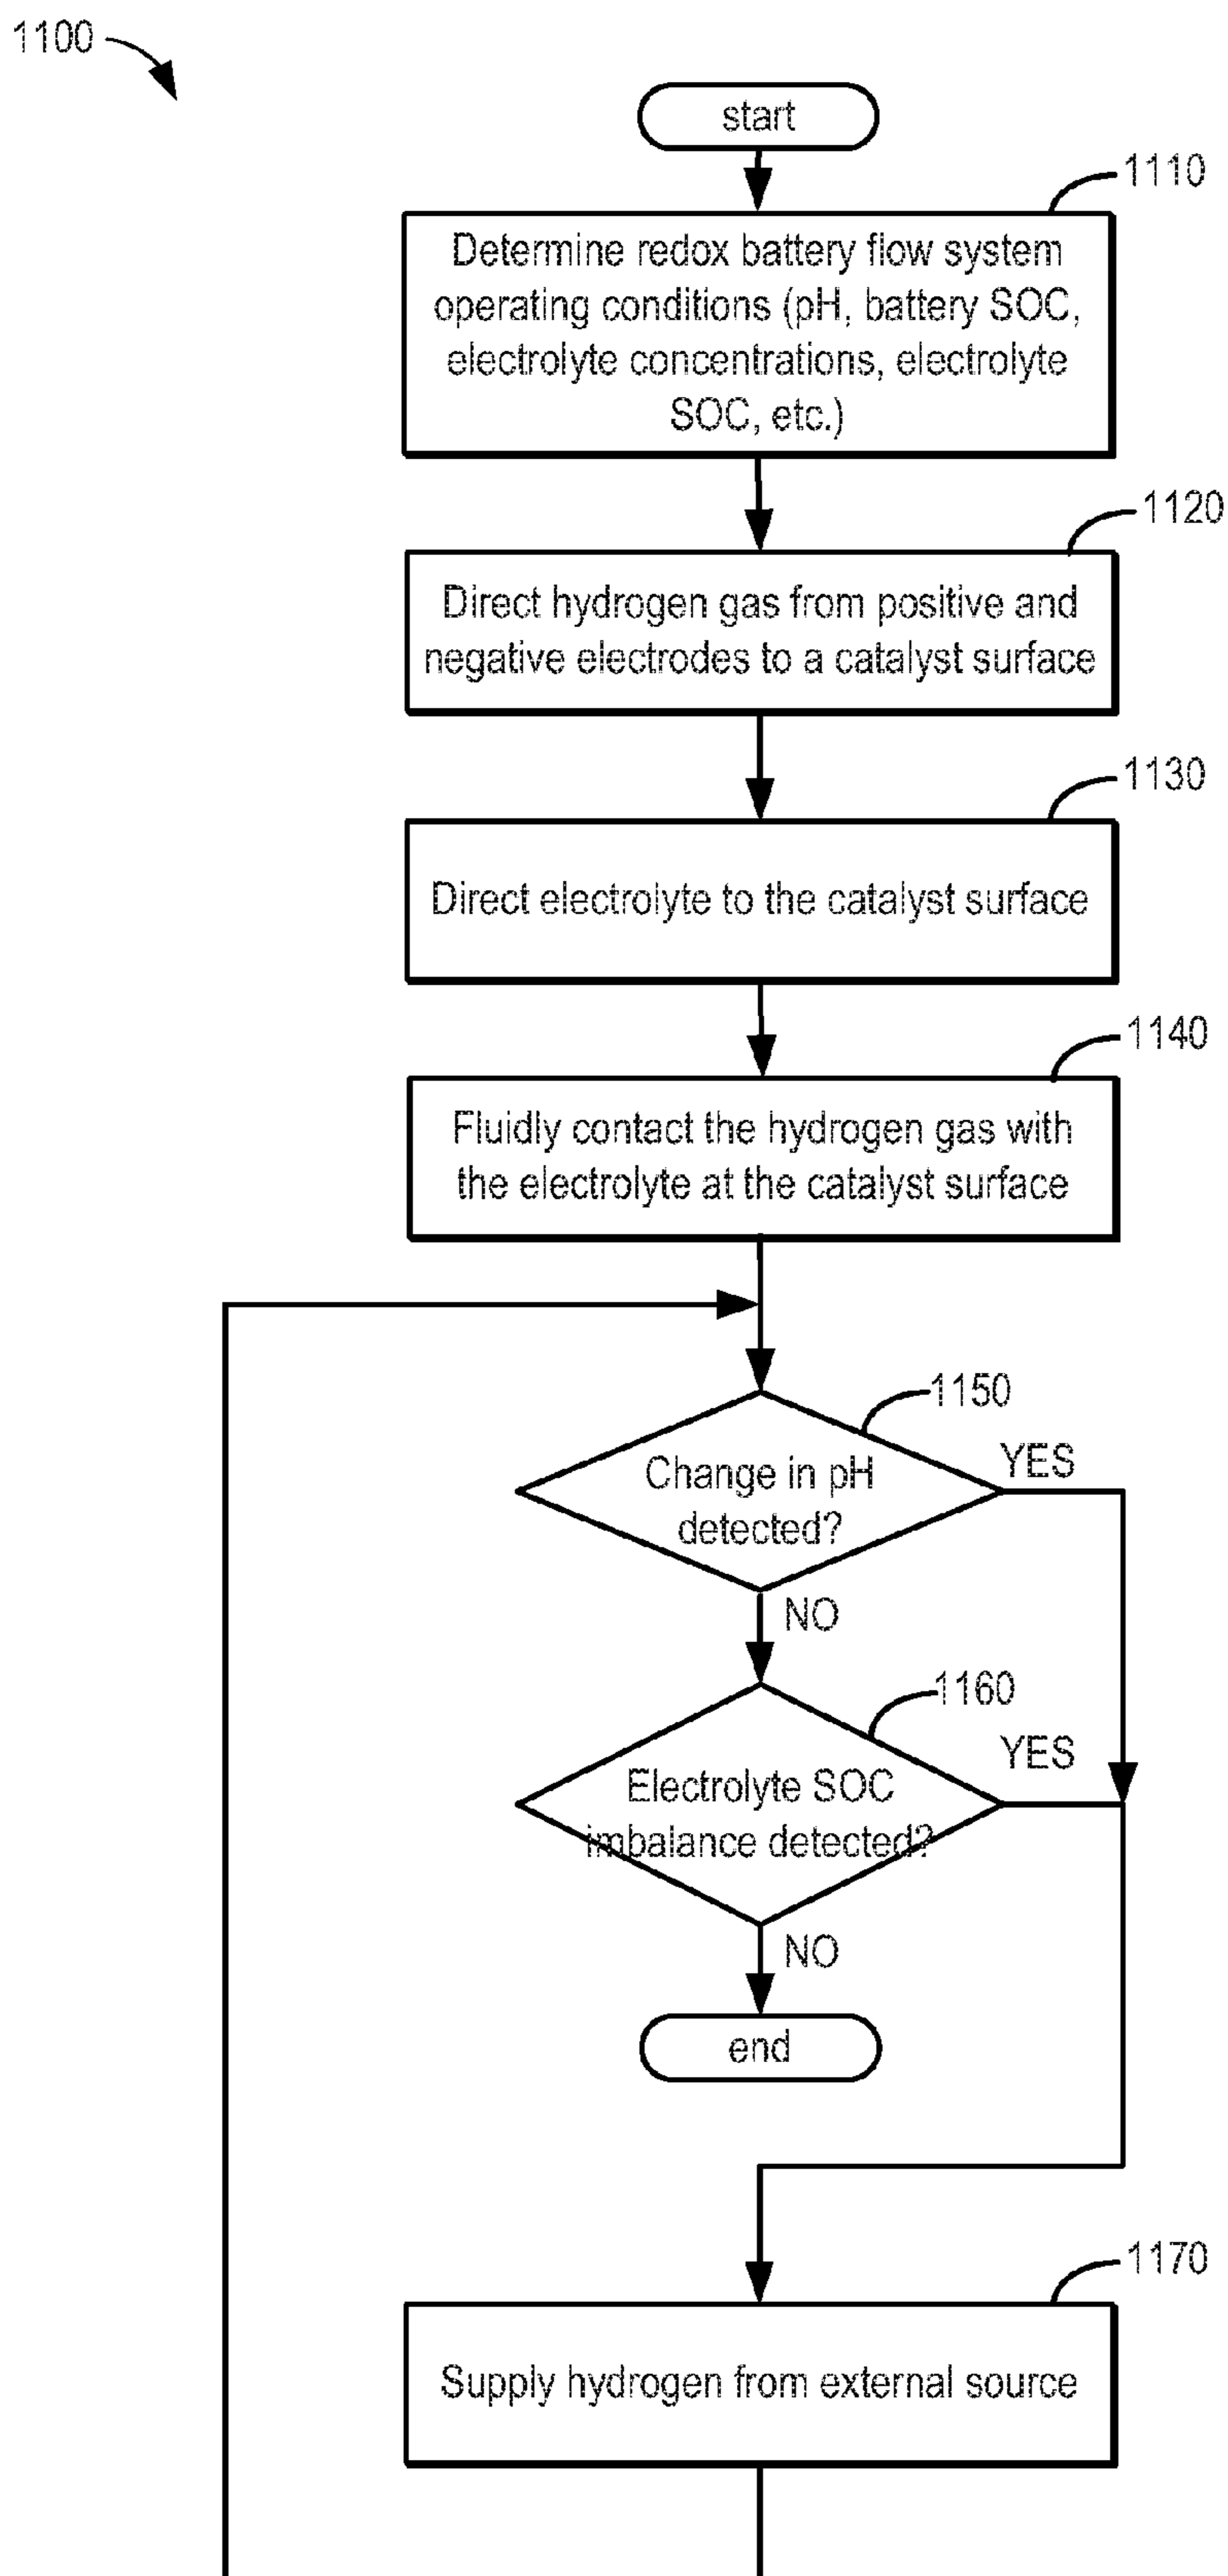 1100
start
1110
Determine redox battery flow system
operating conditions (pH, battery SOC,
electrolyte concentrations, electrolyte
SOC, etc.)
1120
Direct hydrogen gas from positive and
negative electrodes to a catalyst surface
1130
Direct electrolyte to the catalyst surface
1140
Fluidly contact the hydrogen gas with
the electrolyte at the catalyst surface
1150
Change in pH
detected?
YES
NO
1160
Electrolyte SOC
imbalance detected?
YES
NO
end
1170
Supply hydrogen from external source